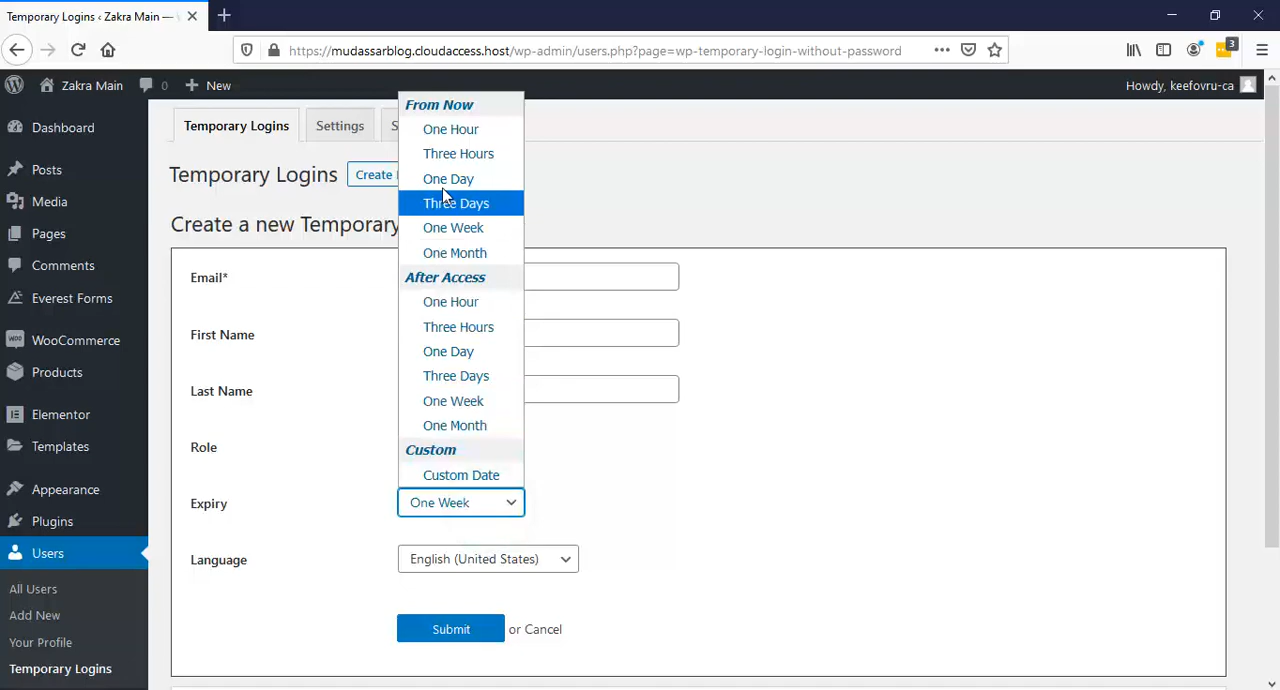 Temporary Logins ‹ Zakra Main —
https://mudassarblog.cloudaccess.host/wp-admin/users.php?page=wp-temporary-login-without-password
3
Zakra Main
0
New
Howdy, keefovru-ca
Dashboard
Posts
Media
Pages
Comments
Everest Forms
WooCommerce
Products
Elementor
Templates
Appearance
Plugins
Users
All Users
Add New
Your Profile
Temporary Logins
Temporary Logins
Settings
S
Temporary Logins
Create
Create a new Temporary
Email*
First Name
Last Name
Role
Expiry
From Now
One Hour
Three Hours
One Day
Three Days
One Week
One Month
After Access
One Hour
Three Hours
One Day
Three Days
One Week
One Month
Custom
Custom Date
One Week
Language
English (United States)
Submit
or Cancel